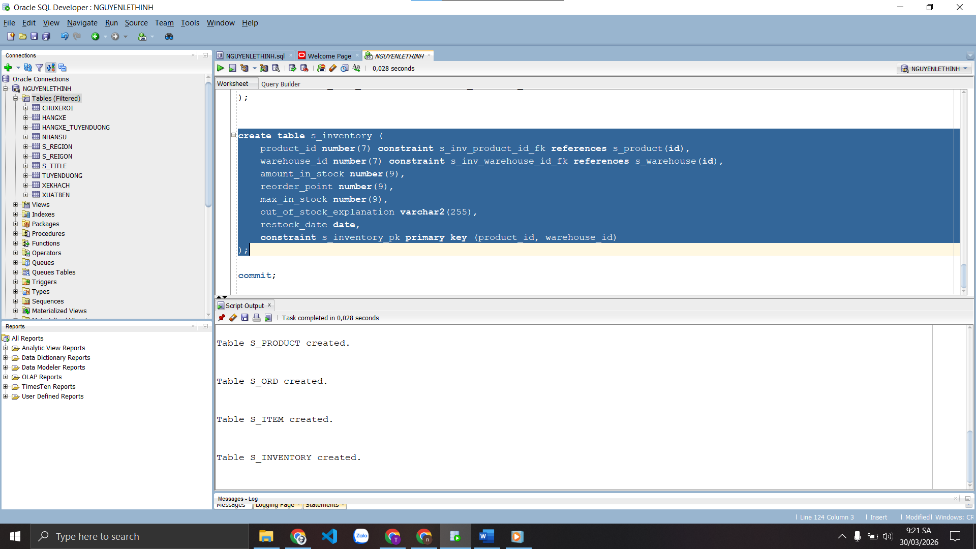 Oracle SQL Developer : NGUYENLETHINH
File Edit View Navigate Run Source Team Tools Window Help
Connections
NGUYENLETHINH.sql
Welcome Page
NGUYENLETHINH
0,028 seconds
NGUYENLETHINH
Worksheet Query Builder
Oracle Connections
NGUYENLETHINH
Tables (Filtered)
CHUXEROI
HANGXE
HANGXE_TUYENDUONG
NHANSU
S_REGION
S_REIGON
S_TITLE
TUYENDUONG
XEKHACH
XUATBEN
Views
Indexes
Packages
Procedures
Functions
Operators
Queues
Queues Tables
Triggers
Types
Sequences
Materialized Views
);
create table s_inventory (
product_id number(7) constraint s_inv_product_id_fk references s_product(id),
warehouse_id number(7) constraint s_inv_warehouse_id_fk references s_warehouse(id),
amount_in_stock number(9),
reorder_point number(9),
max_in_stock number(9),
out_of_stock_explanation varchar2(255),
restock_date date,
constraint s_inventory_pk primary key (product_id, warehouse_id)
);
commit;
Reports
All Reports
Analytic View Reports
Data Dictionary Reports
Data Modeler Reports
OLAP Reports
TimesTen Reports
User Defined Reports
Script Output
Task completed in 0,028 seconds
Table S_PRODUCT created.
Table S_ORD created.
Table S_ITEM created.
Table S_INVENTORY created.
Messages - Log
Messages Logging Page Statements
Line 124 Column 3 Insert Modified Windows: CR
Type here to search
Zalo
9:21 SA
30/03/2026